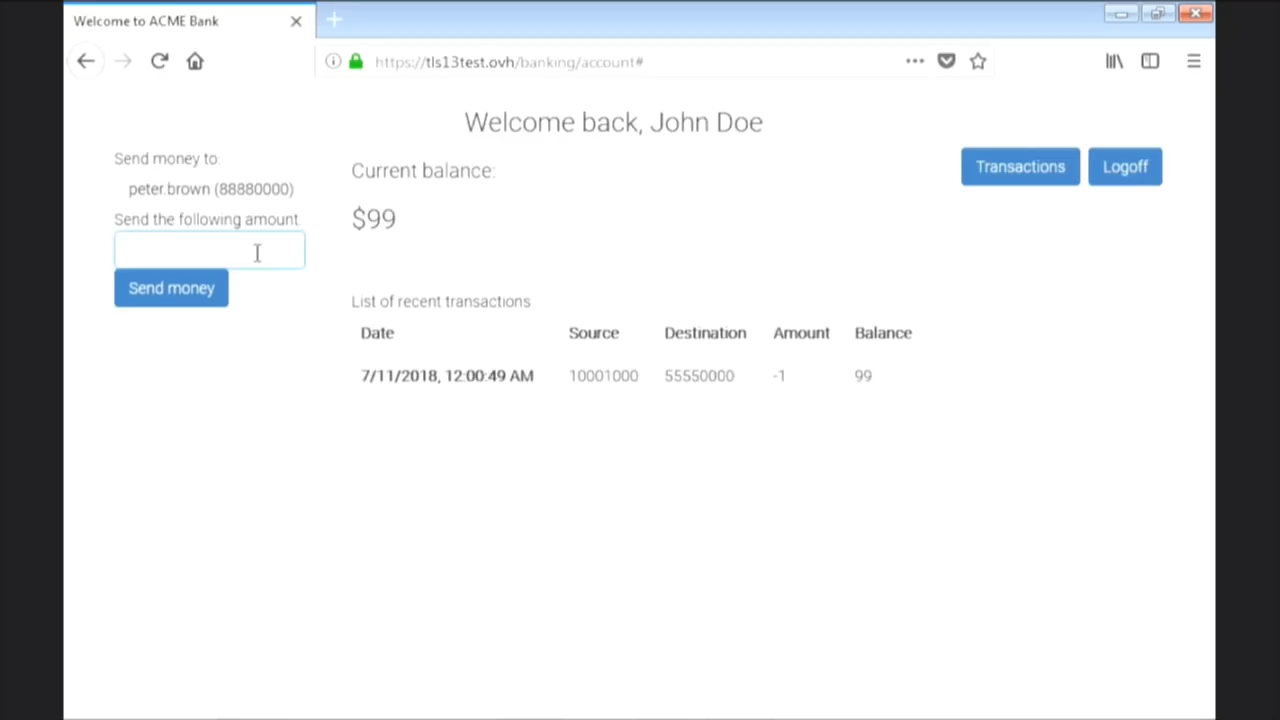 Welcome to ACME Bank
https://tls13test.ovh/banking/account#
Welcome back, John Doe
Send money to:
peter.brown (88880000)
Send the following amount
Send money
Current balance:
$99
Transactions
Logoff
List of recent transactions
Date Source Destination Amount Balance
7/11/2018, 12:00:49 AM 10001000 55550000 -1 99